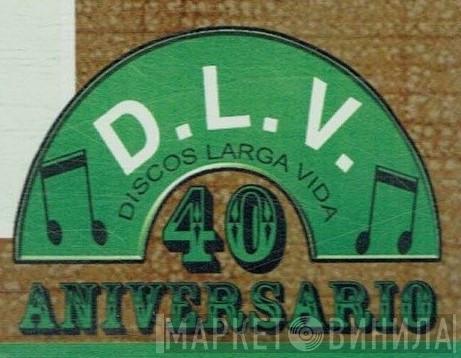 D.L.V.
DISCOS LARGA VIDA
40
ANIVERSARIO
МАРКЕТ ВИНИЛА